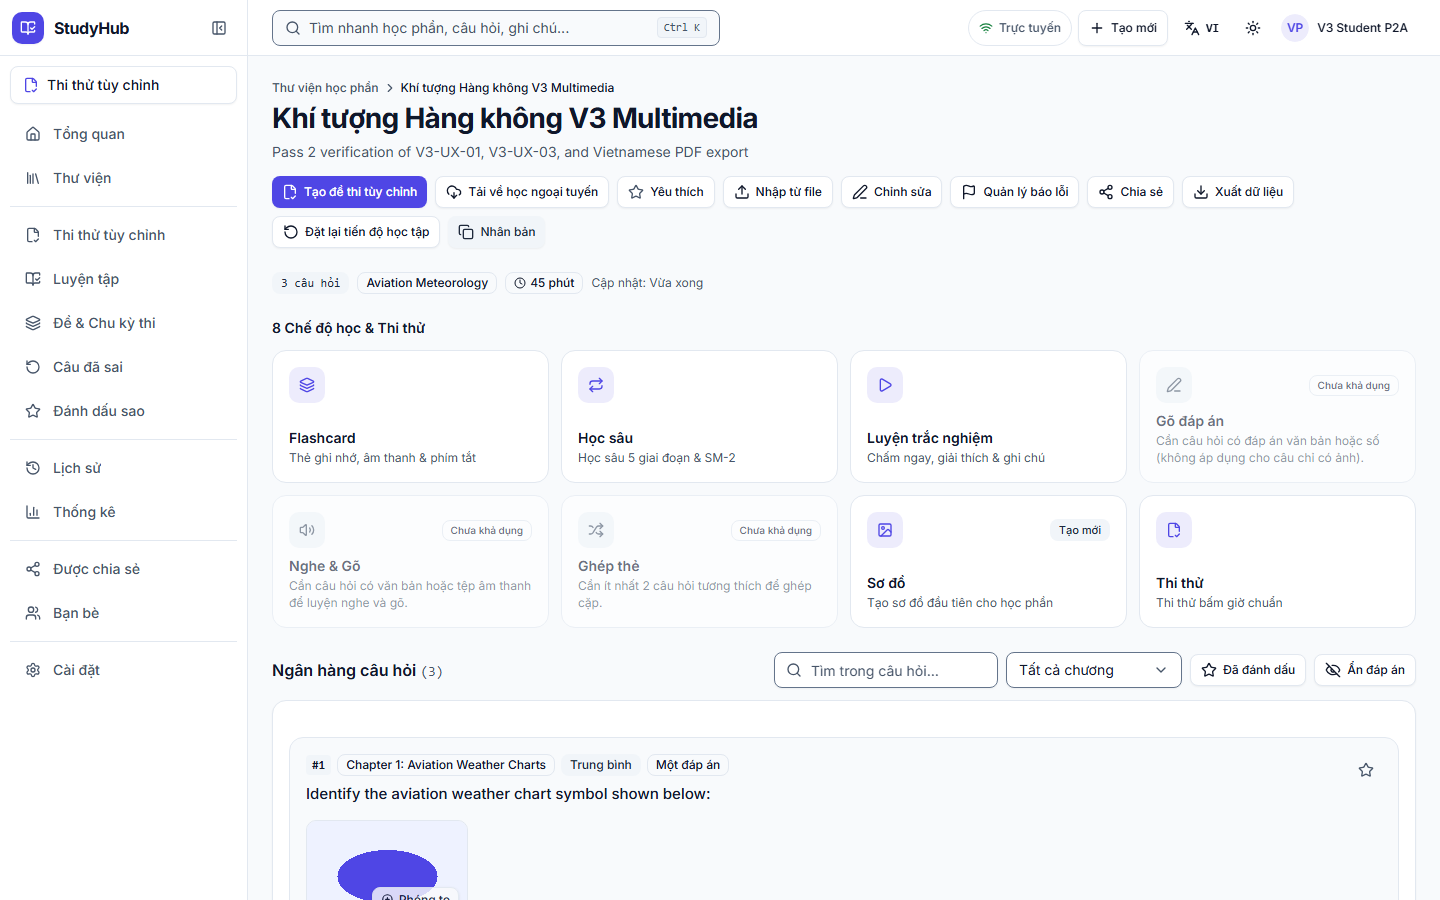 StudyHub
Tìm nhanh học phần, câu hỏi, ghi chú...
Ctrl K
Trực tuyến
Tạo mới
VI
VP
V3 Student P2A
Thi thử tùy chỉnh
Tổng quan
Thư viện
Thi thử tùy chỉnh
Luyện tập
Đề & Chu kỳ thi
Câu đã sai
Đánh dấu sao
Lịch sử
Thống kê
Được chia sẻ
Bạn bè
Cài đặt
Thư viện học phần > Khí tượng Hàng không V3 Multimedia
Khí tượng Hàng không V3 Multimedia
Pass 2 verification of V3-UX-01, V3-UX-03, and Vietnamese PDF export
Tạo đề thi tùy chỉnh
Tải về học ngoại tuyến
Yêu thích
Nhập từ file
Chỉnh sửa
Quản lý báo lỗi
Chia sẻ
Xuất dữ liệu
Đặt lại tiến độ học tập
Nhân bản
3 câu hỏi
Aviation Meteorology
45 phút
Cập nhật: Vừa xong
8 Chế độ học & Thi thử
Flashcard
Thẻ ghi nhớ, âm thanh & phím tắt
Học sâu
Học sâu 5 giai đoạn & SM-2
Luyện trắc nghiệm
Chấm ngay, giải thích & ghi chú
Chưa khả dụng
Gõ đáp án
Cần câu hỏi có đáp án văn bản hoặc số
(không áp dụng cho câu chỉ có ảnh).
Chưa khả dụng
Nghe & Gõ
Cần câu hỏi có văn bản hoặc tệp âm thanh
để luyện nghe và gõ.
Chưa khả dụng
Ghép thẻ
Cần ít nhất 2 câu hỏi tương thích để ghép
cặp.
Tạo mới
Sơ đồ
Tạo sơ đồ đầu tiên cho học phần
Thi thử
Thi thử bấm giờ chuẩn
Ngân hàng câu hỏi (3)
Tìm trong câu hỏi...
Tất cả chương
Đã đánh dấu
Ẩn đáp án
#1
Chapter 1: Aviation Weather Charts
Trung bình
Một đáp án
Identify the aviation weather chart symbol shown below:
Phóng to